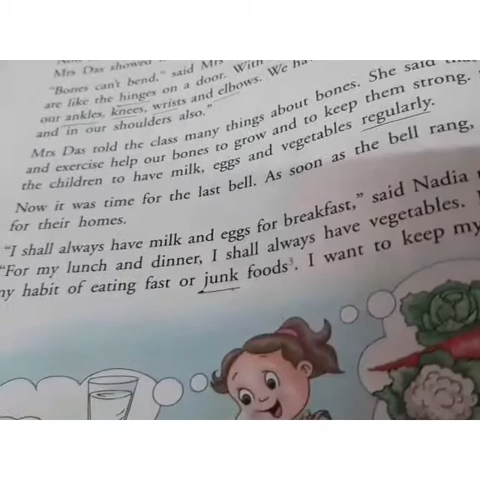 Mrs Das showed
"Bones can't bend," said Mrs
are like the hinges on a door. With
our ankles, knees, wrists and elbows. We ha
and in our shoulders also."
Mrs Das told the class many things about bones. She said that
and exercise help our bones to grow and to keep them strong.
the children to have milk, eggs and vegetables regularly.
Now it was time for the last bell. As soon as the bell rang,
for their homes.
"I shall always have milk and eggs for breakfast," said Nadia
"For my lunch and dinner, I shall always have vegetables.
my habit of eating fast or junk foods³. I want to keep my